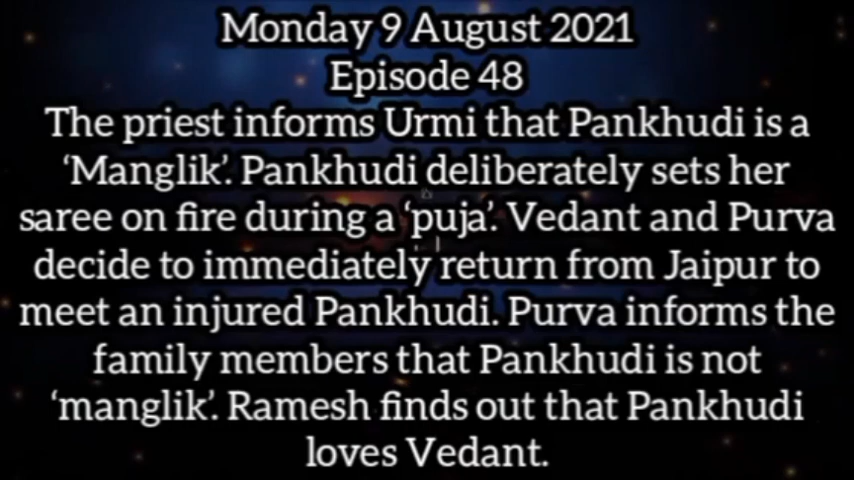 Monday 9 August 2021
Episode 48
The priest informs Urmi that Pankhudi is a
‘Manglik’. Pankhudi deliberately sets her
saree on fire during a ‘puja’. Vedant and Purva
decide to immediately return from Jaipur to
meet an injured Pankhudi. Purva informs the
family members that Pankhudi is not
‘manglik’. Ramesh finds out that Pankhudi
loves Vedant.